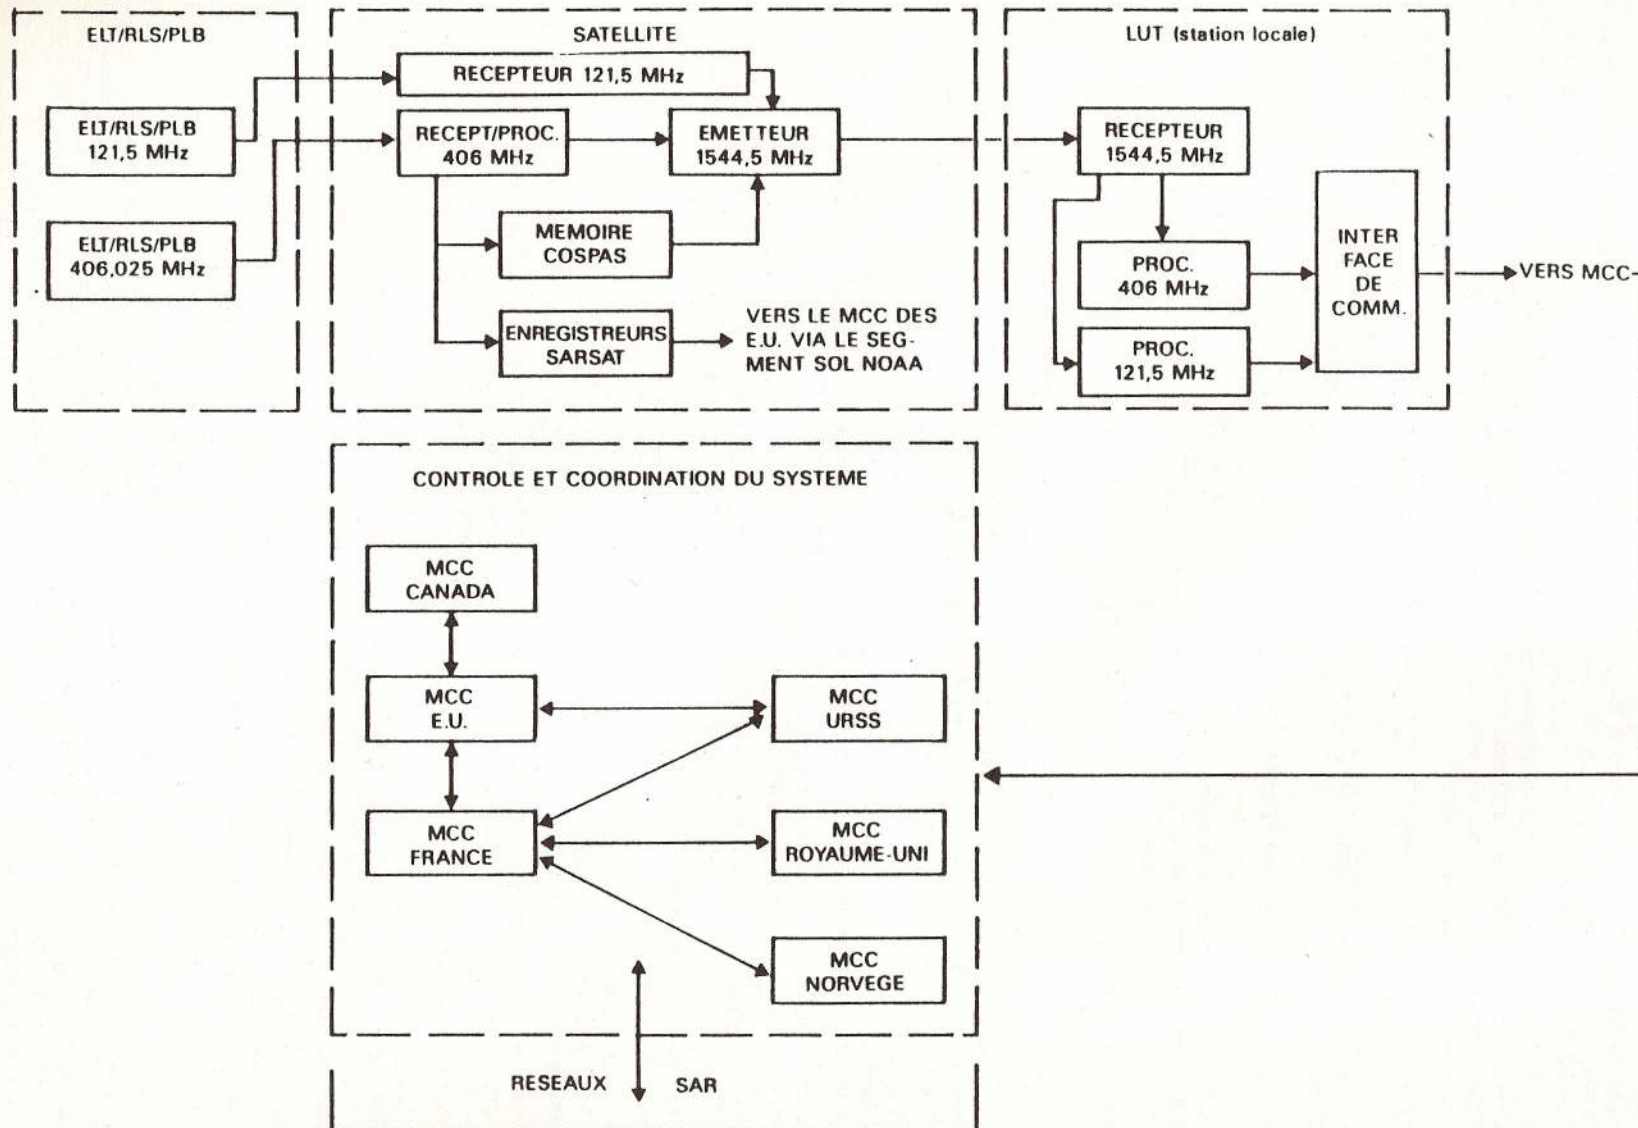 ELT/RLS/PLB
ELT/RLS/PLB
121,5 MHz
ELT/RLS/PLB
406,025 MHz
SATELLITE
RECEPTEUR 121,5 MHz
RECEPT/PROC.
406 MHz
EMETTEUR
1544,5 MHz
MEMOIRE
COSPAS
ENREGISTREURS
SARSAT
VERS LE MCC DES
E.U. VIA LE SEG-
MENT SOL NOAA
LUT (station locale)
RECEPTEUR
1544,5 MHz
PROC.
406 MHz
PROC.
121,5 MHz
INTER
FACE
DE
COMM.
VERS MCC
CONTROLE ET COORDINATION DU SYSTEME
MCC
CANADA
MCC
E.U.
MCC
URSS
MCC
FRANCE
MCC
ROYAUME-UNI
MCC
NORVEGE
RESEAUX SAR